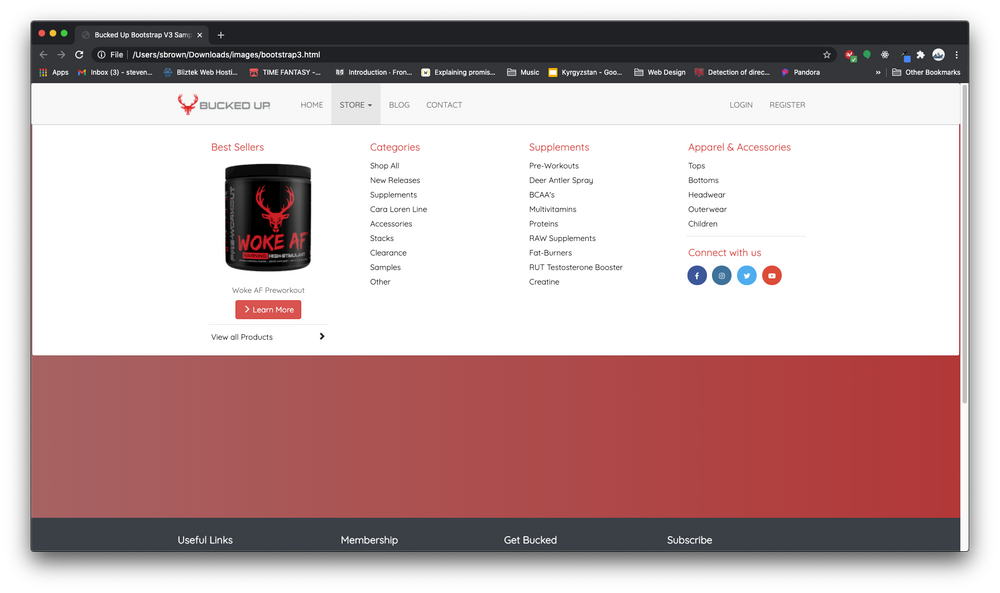 Bucked Up Bootstrap V3 Samp
File | /Users/sbrown/Downloads/images/bootstrap3.html
Apps Inbox (3) - steven... Bliztek Web Hosti... TIME FANTASY -... Introduction · Fron... Explaining promis... Music Kyrgyzstan - Goo... Web Design Detection of direc... Pandora » Other Bookmarks
BUCKED UP HOME STORE BLOG CONTACT LOGIN REGISTER
Best Sellers
PRE-WORKOUT
WOKE AF
WARNING HIGH-STIMULANT
Woke AF Preworkout
Learn More
View all Products
Categories
Shop All
New Releases
Supplements
Cara Loren Line
Accessories
Stacks
Clearance
Samples
Other
Supplements
Pre-Workouts
Deer Antler Spray
BCAA's
Multivitamins
Proteins
RAW Supplements
Fat-Burners
RUT Testosterone Booster
Creatine
Apparel & Accessories
Tops
Bottoms
Headwear
Outerwear
Children
Connect with us
Useful Links Membership Get Bucked Subscribe